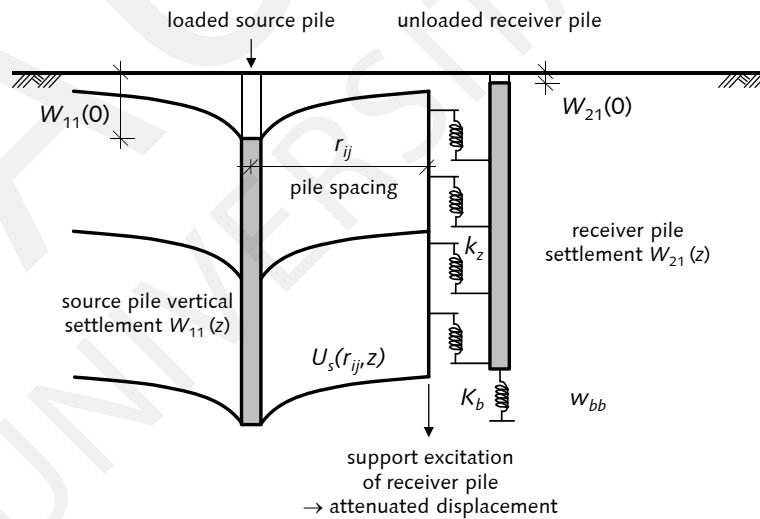 loaded source pile
unloaded receiver pile
W11(0)
W21(0)
rij
pile spacing
kz
receiver pile
settlement W21(z)
source pile vertical
settlement W11(z)
Us(rij,z)
Kb
wbb
support excitation
of receiver pile
→ attenuated displacement